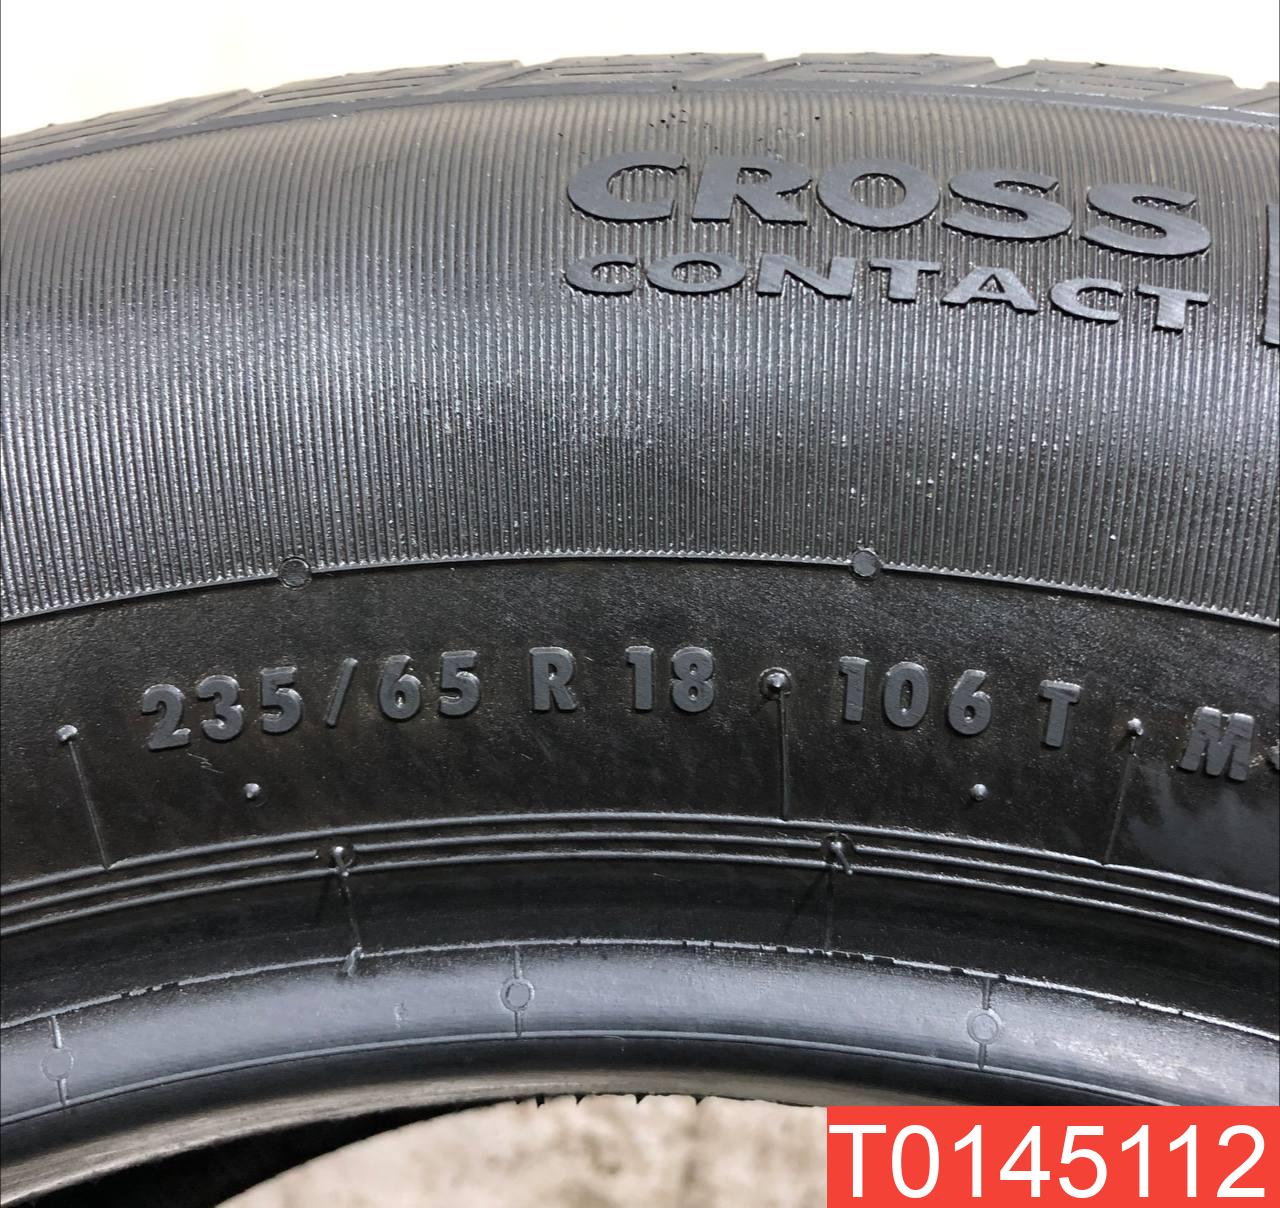 CROSS
CONTACT
235/65 R 18 106 T M
T0145112